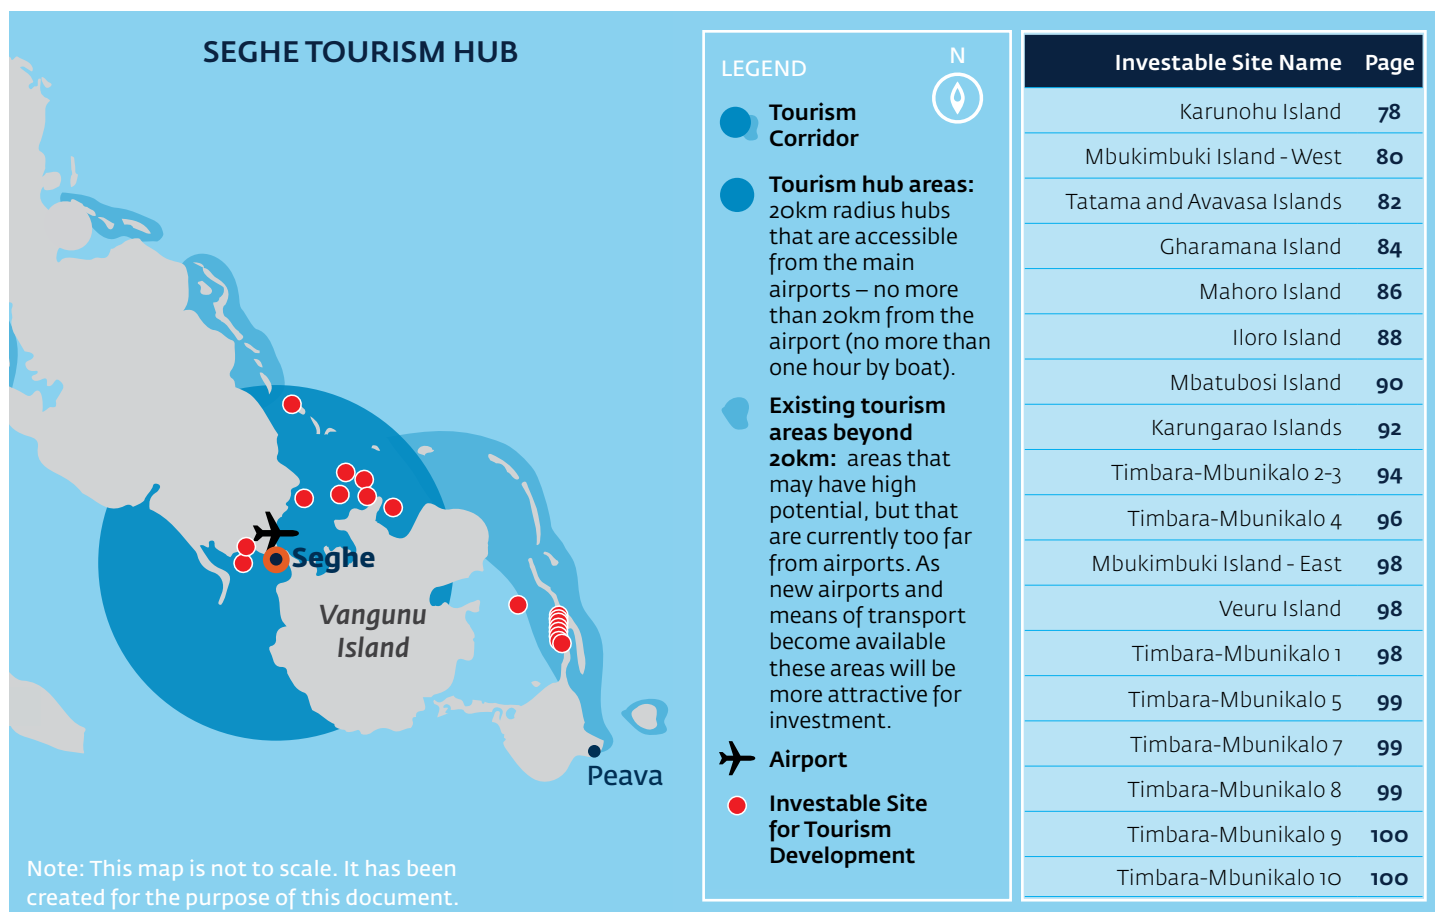 SEGHE TOURISM HUB
Seghe
Vangunu
Island
Peava
Note: This map is not to scale. It has been
created for the purpose of this document.
LEGEND
N
Tourism
Corridor
Tourism hub areas:
20km radius hubs
that are accessible
from the main
airports – no more
than 20km from the
airport (no more than
one hour by boat).
Existing tourism
areas beyond
20km: areas that
may have high
potential, but that
are currently too far
from airports. As
new airports and
means of transport
become available
these areas will be
more attractive for
investment.
Airport
Investable Site
for Tourism
Development
Investable Site Name Page
Karunohu Island 78
Mbukimbuki Island - West 80
Tatama and Avavasa Islands 82
Gharamana Island 84
Mahoro Island 86
Iloro Island 88
Mbatubosi Island 90
Karungarao Islands 92
Timbara-Mbunikalo 2-3 94
Timbara-Mbunikalo 4 96
Mbukimbuki Island - East 98
Veuru Island 98
Timbara-Mbunikalo 1 98
Timbara-Mbunikalo 5 99
Timbara-Mbunikalo 7 99
Timbara-Mbunikalo 8 99
Timbara-Mbunikalo 9 100
Timbara-Mbunikalo 10 100